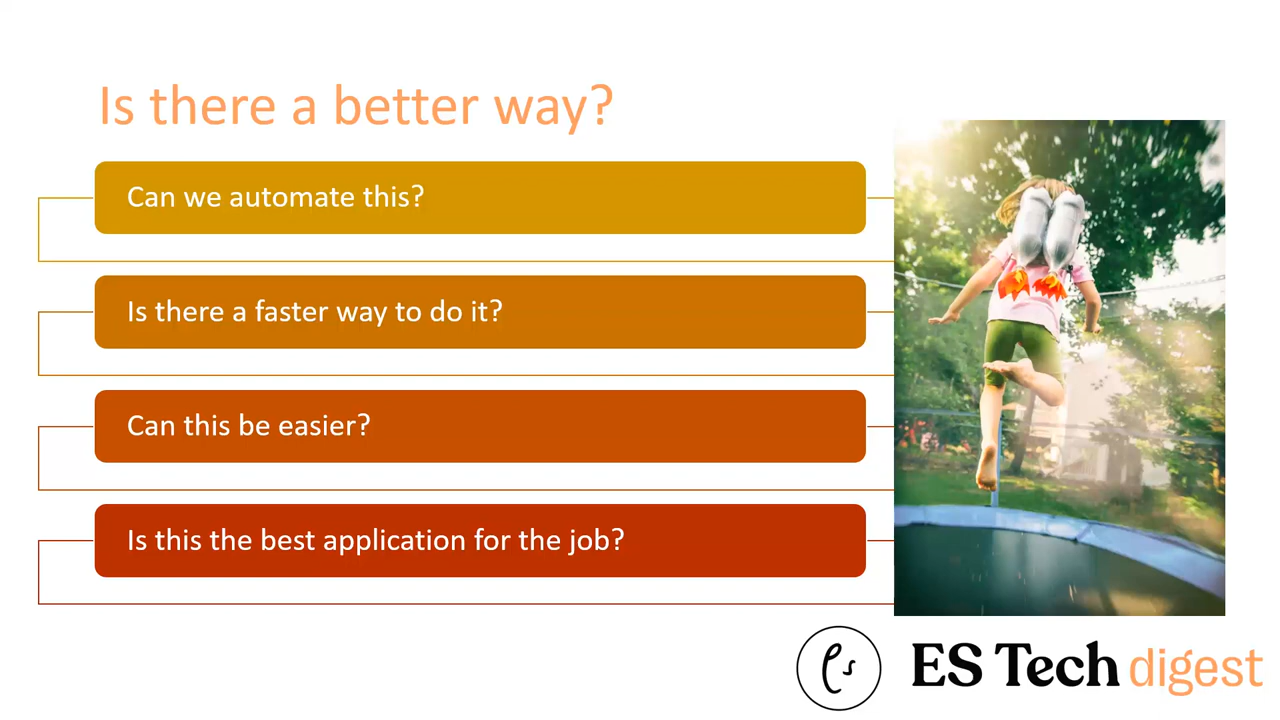 Is there a better way?
Can we automate this?
Is there a faster way to do it?
Can this be easier?
Is this the best application for the job?
es ES Tech digest